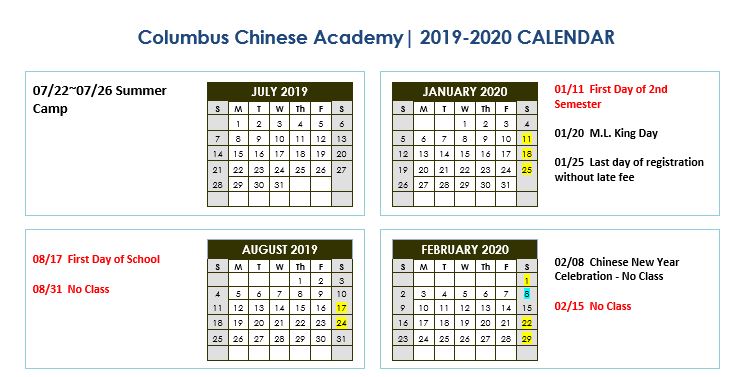 Columbus Chinese Academy| 2019-2020 CALENDAR
07/22~07/26 Summer
Camp
JULY 2019
S M T W Th F S
1 2 3 4 5 6
7 8 9 10 11 12 13
14 15 16 17 18 19 20
21 22 23 24 25 26 27
28 29 30 31
JANUARY 2020
S M T W Th F S
1 2 3 4
5 6 7 8 9 10 11
12 13 14 15 16 17 18
19 20 21 22 23 24 25
26 27 28 29 30 31
01/11 First Day of 2nd
Semester
01/20 M.L. King Day
01/25 Last day of registration
without late fee
08/17 First Day of School
08/31 No Class
AUGUST 2019
S M T W Th F S
1 2 3
4 5 6 7 8 9 10
11 12 13 14 15 16 17
18 19 20 21 22 23 24
25 26 27 28 29 30 31
FEBRUARY 2020
S M T W Th F S
1
2 3 4 5 6 7 8
9 10 11 12 13 14 15
16 17 18 19 20 21 22
23 24 25 26 27 28 29
02/08 Chinese New Year
Celebration - No Class
02/15 No Class